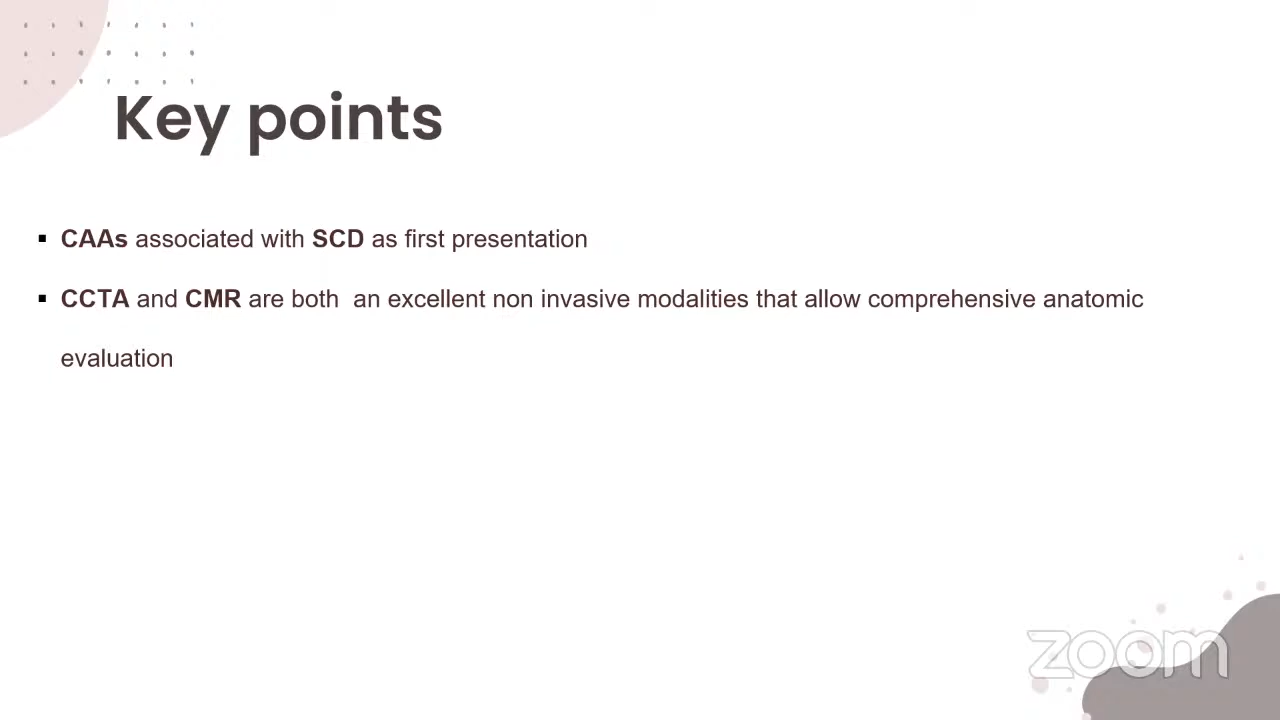 Key points
▪ CAAs associated with SCD as first presentation
▪ CCTA and CMR are both  an excellent non invasive modalities that allow comprehensive anatomic
evaluation
zoom